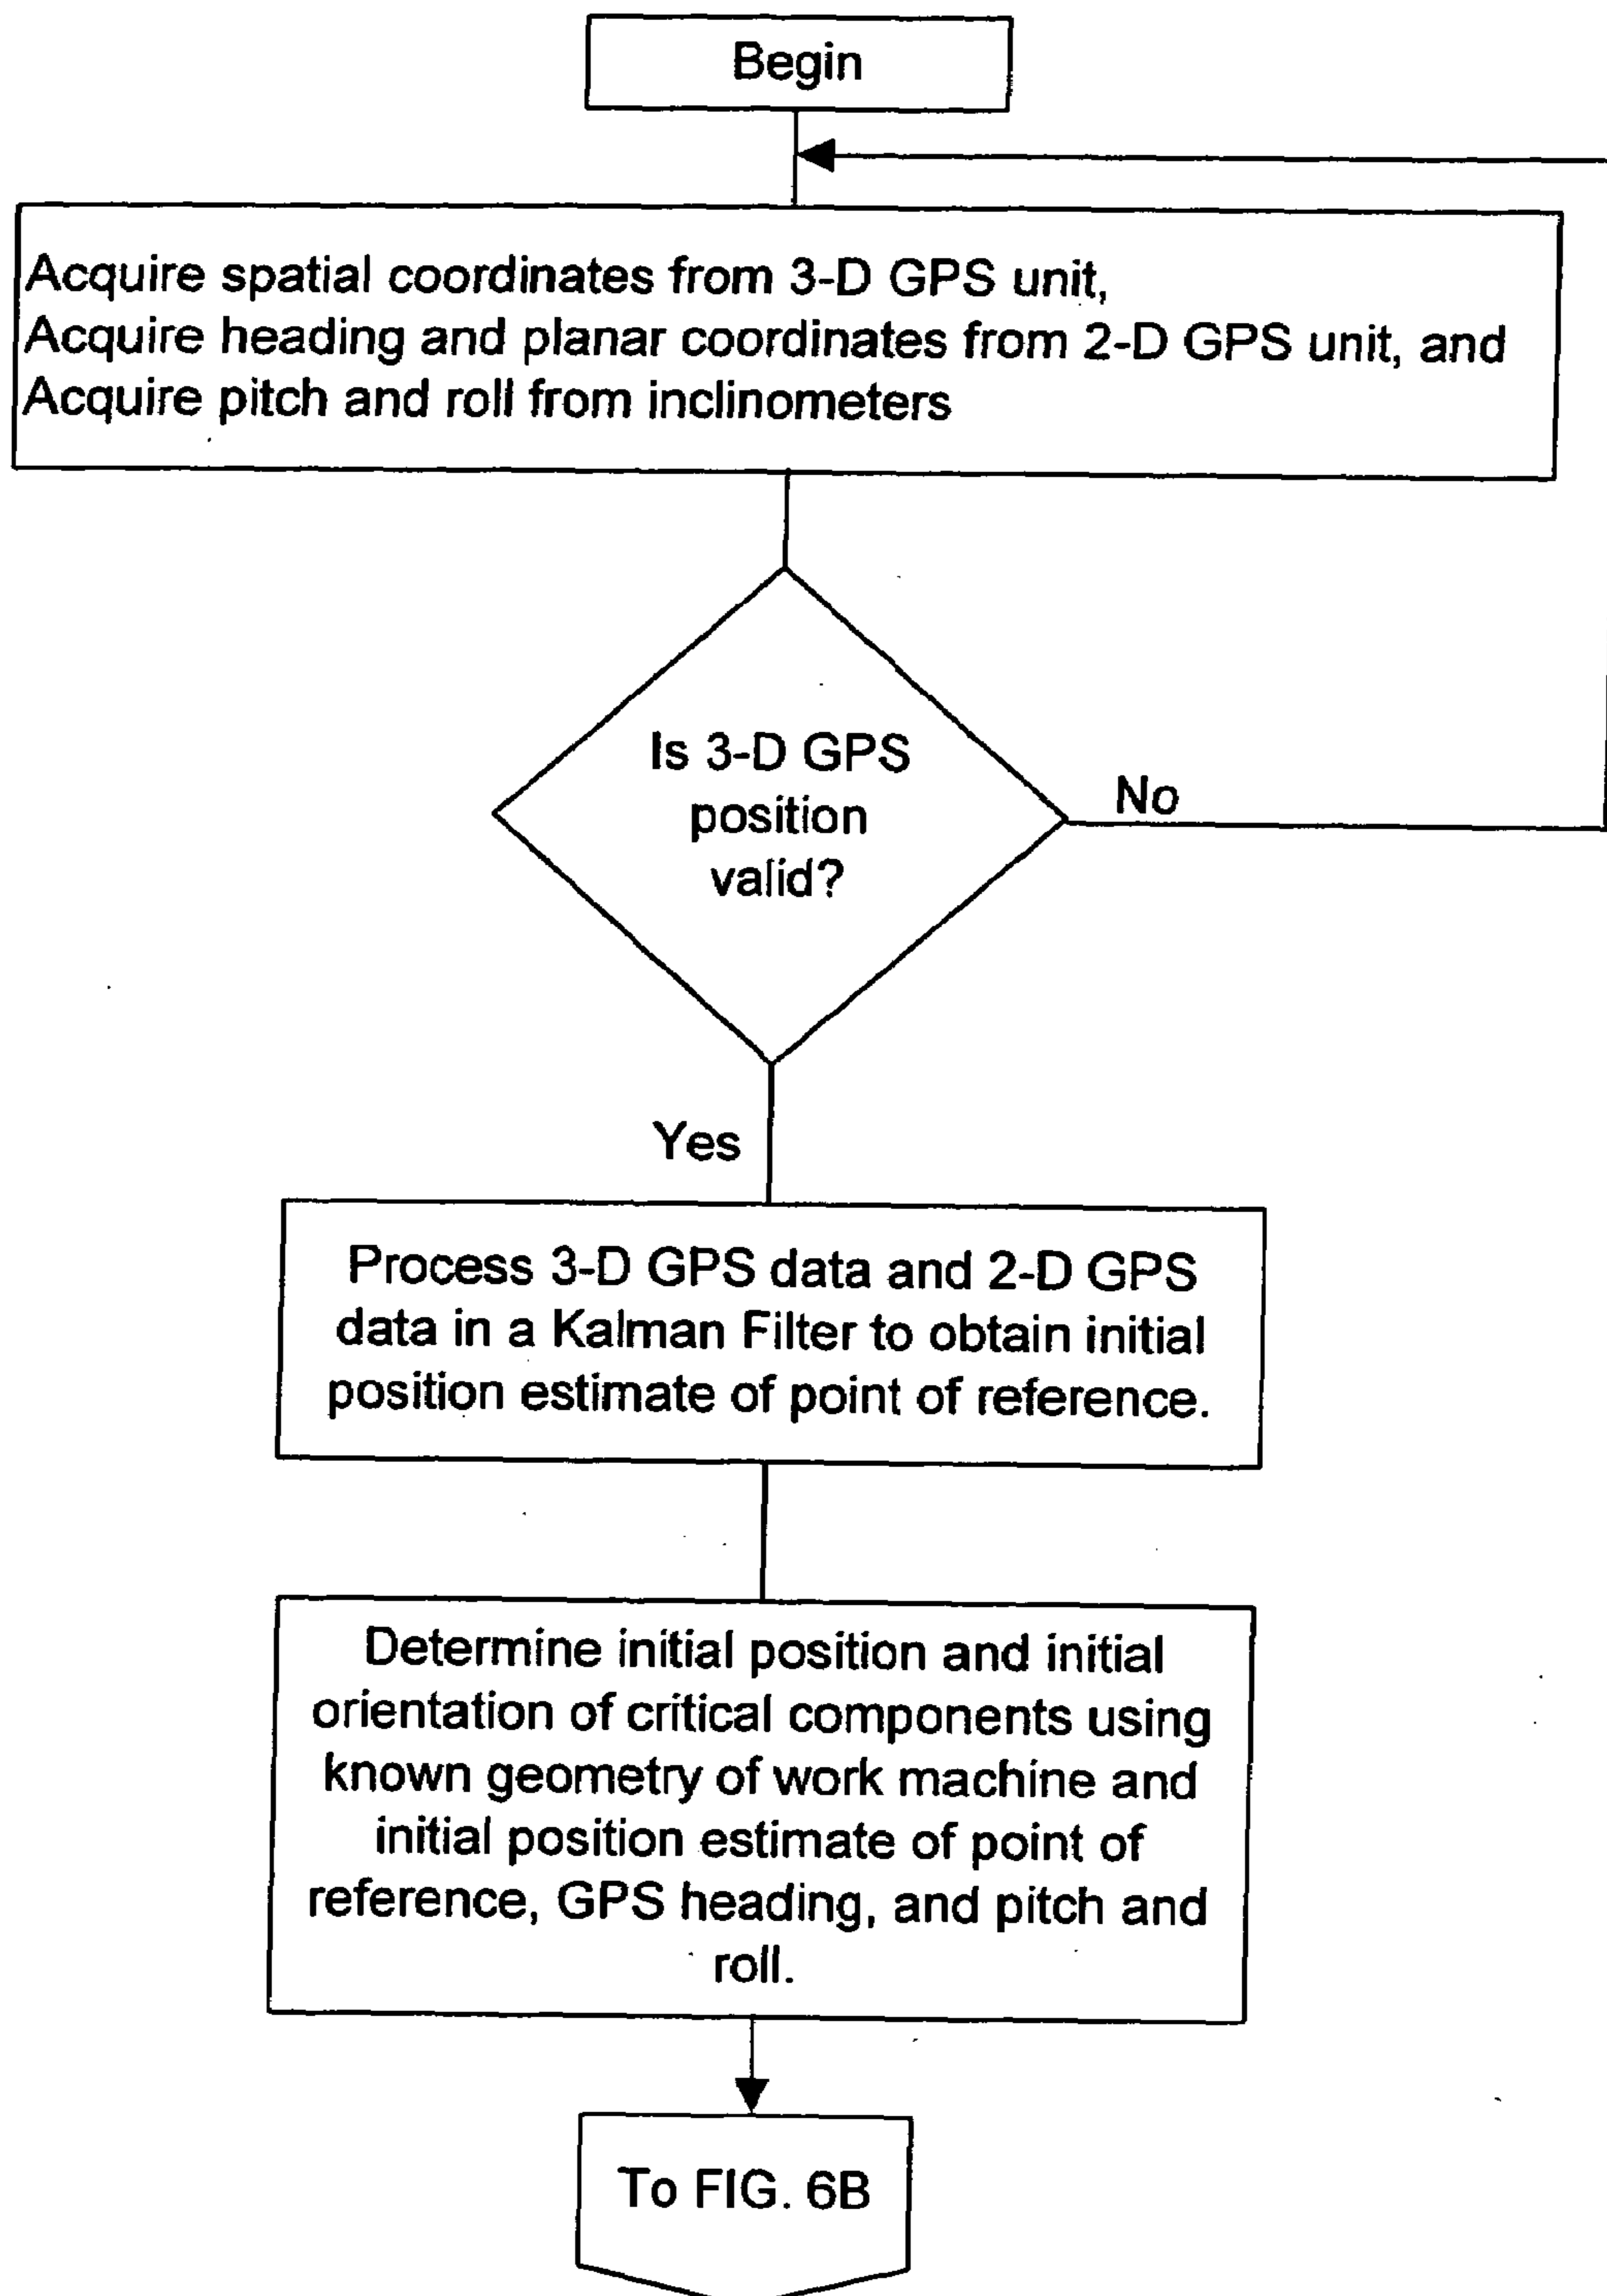 Begin
Acquire spatial coordinates from 3-D GPS unit,
Acquire heading and planar coordinates from 2-D GPS unit, and
Acquire pitch and roll from inclinometers
Is 3-D GPS
position
valid?
No
Yes
Process 3-D GPS data and 2-D GPS
data in a Kalman Filter to obtain initial
position estimate of point of reference.
Determine initial position and initial
orientation of critical components using
known geometry of work machine and
initial position estimate of point of
reference, GPS heading, and pitch and
roll.
To FIG. 6B